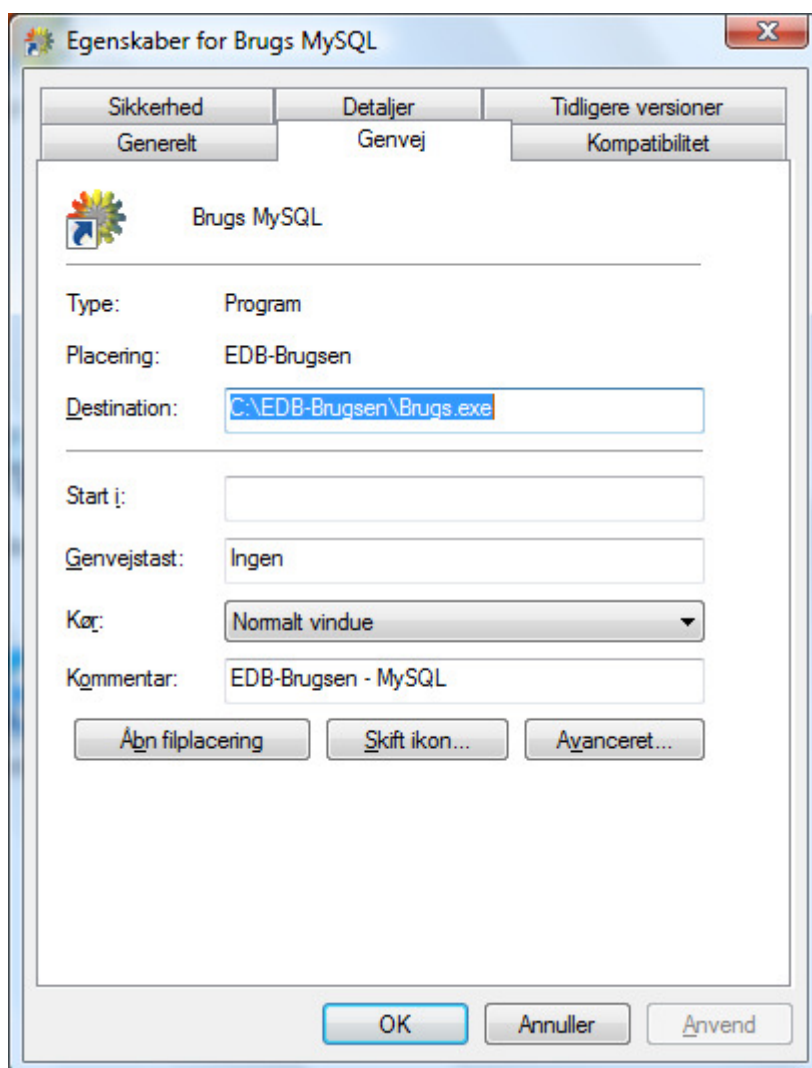 Egenskaber for Brugs MySQL
Sikkerhed Detaljer Tidligere versioner
Generelt Genvej Kompatibilitet
Brugs MySQL
Type: Program
Placering: EDB-Brugsen
Destination: C:\EDB-Brugsen\Brugs.exe
Start i:
Genvejstast: Ingen
Kør: Normalt vindue
Kommentar: EDB-Brugsen - MySQL
Åbn filplacering Skift ikon... Avanceret...
OK Annuller Anvend